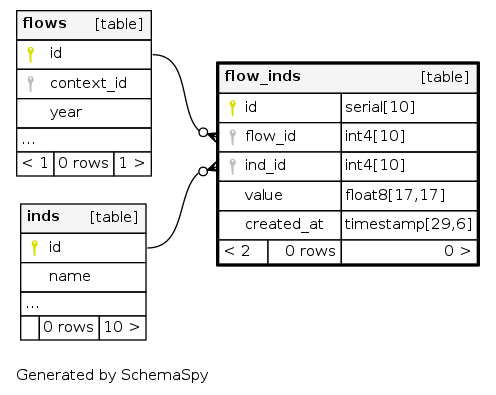 flows [table]
id
context_id
year
...
< 1 0 rows 1 >
flow_inds [table]
id serial[10]
flow_id int4[10]
ind_id int4[10]
value float8[17,17]
created_at timestamp[29,6]
< 2 0 rows 0 >
inds [table]
id
name
...
0 rows 10 >
Generated by SchemaSpy